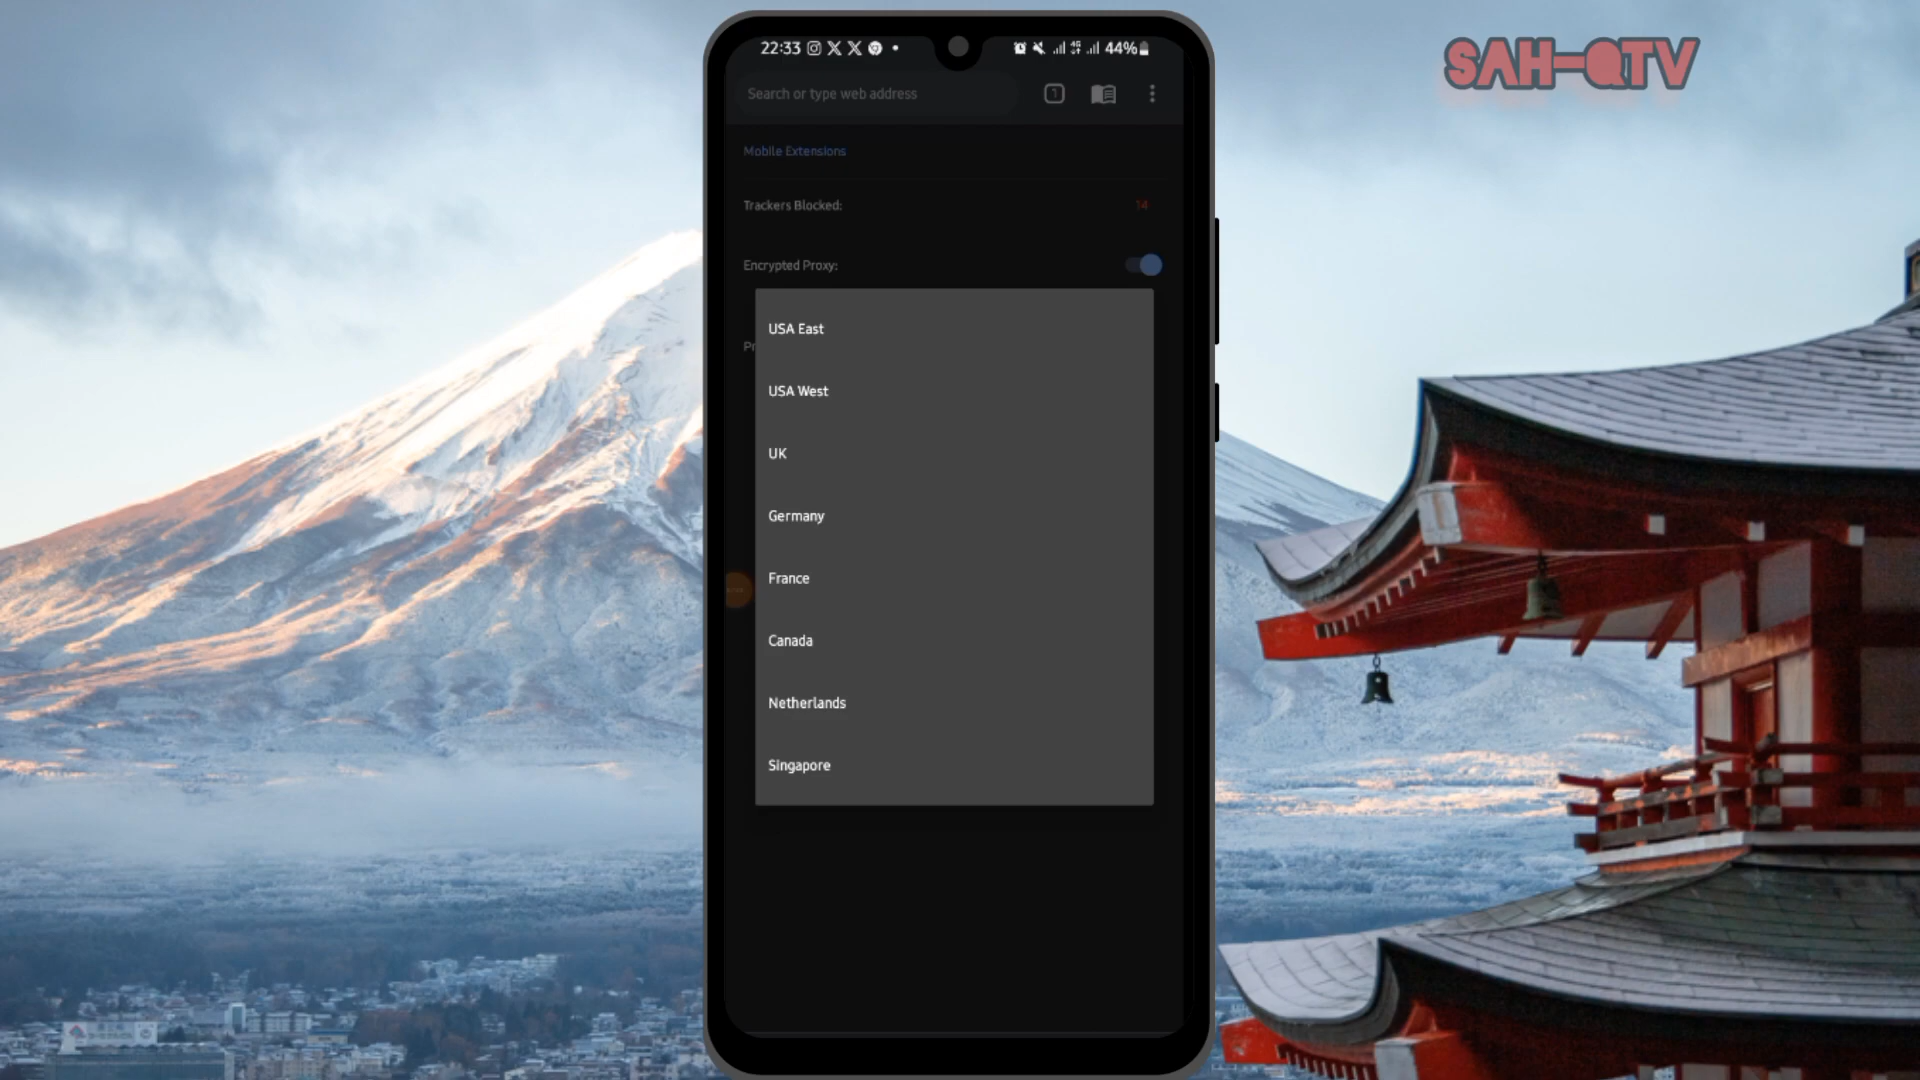 SAH-QTV
22:33 44%
Search or type web address
1
Mobile Extensions
Trackers Blocked: 14
Encrypted Proxy:
Pr
USA East
USA West
UK
Germany
France
Canada
Netherlands
Singapore